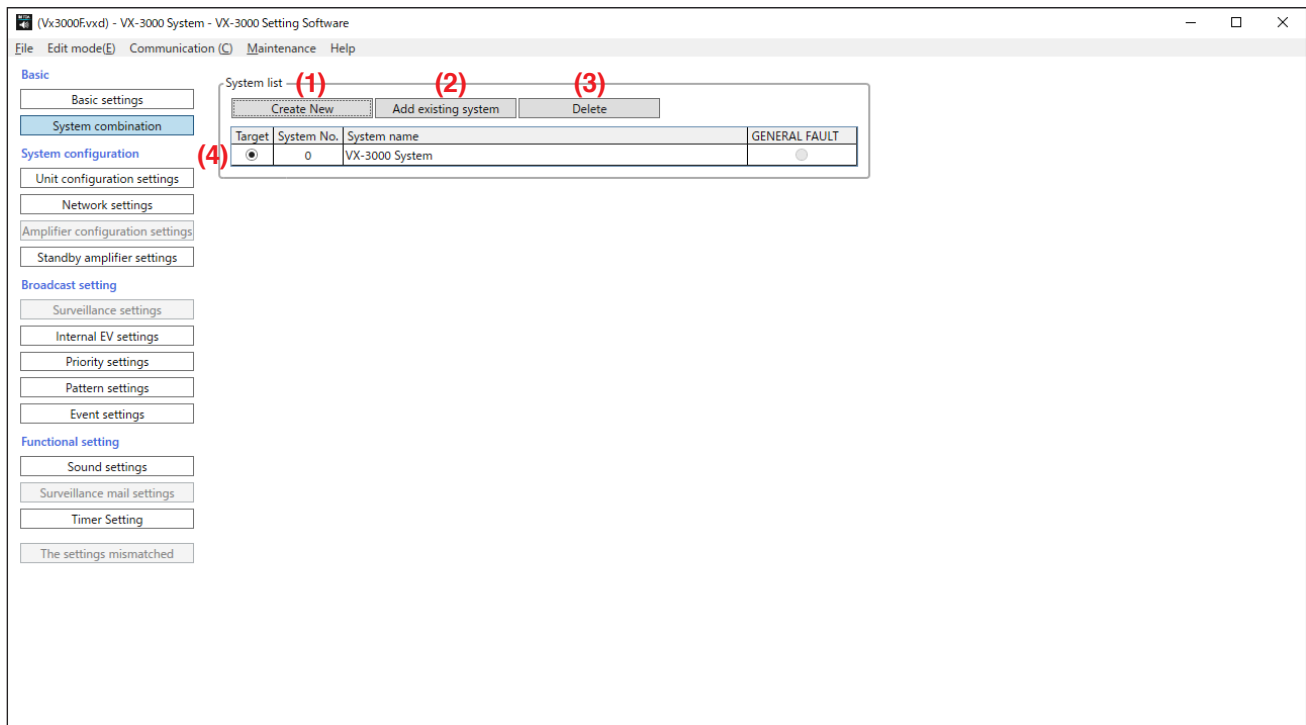 (Vx3000F.vxd) - VX-3000 System - VX-3000 Setting Software
File Edit mode(E) Communication (C) Maintenance Help
Basic
Basic settings
System combination
System configuration
Unit configuration settings
Network settings
Amplifier configuration settings
Standby amplifier settings
Broadcast setting
Surveillance settings
Internal EV settings
Priority settings
Pattern settings
Event settings
Functional setting
Sound settings
Surveillance mail settings
Timer Setting
The settings mismatched
System list (1) (2) (3)
Create New Add existing system Delete
Target System No. System name GENERAL FAULT
(4) 0 VX-3000 System